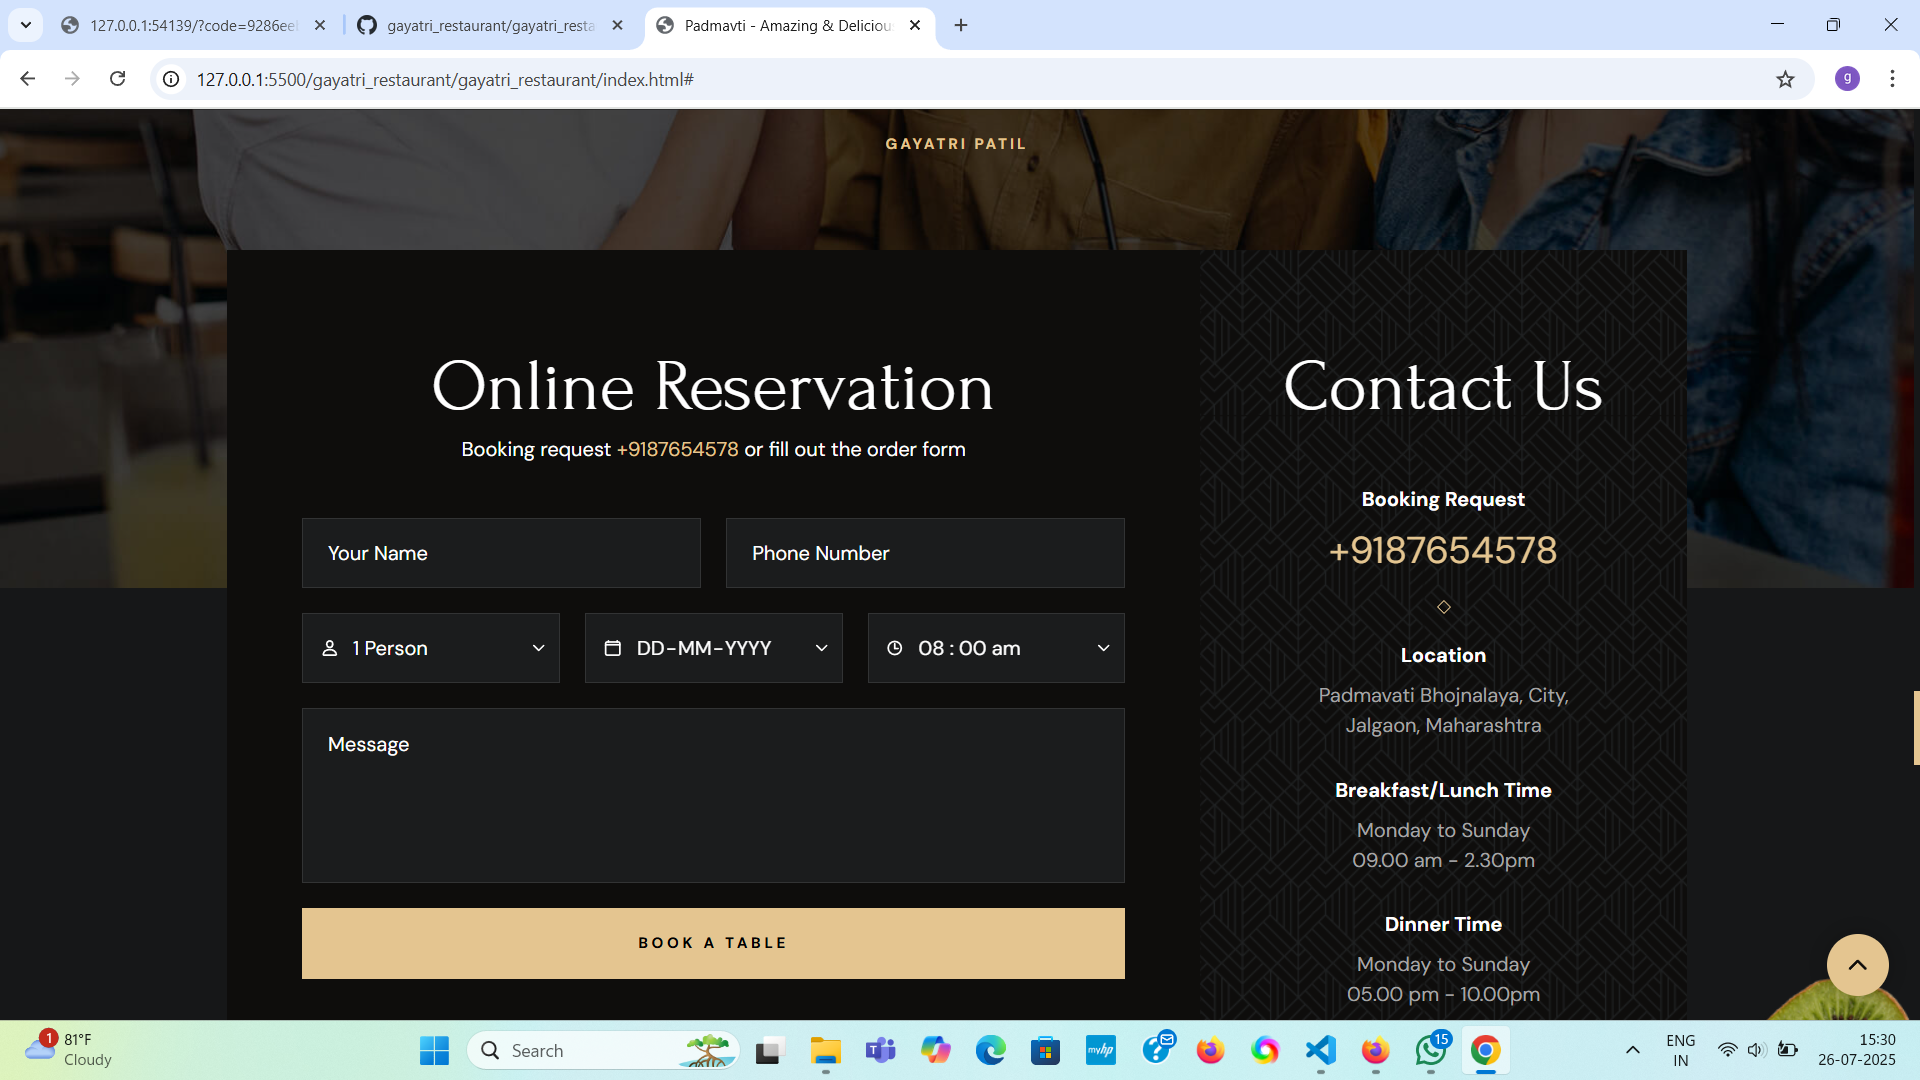 127.0.0.1:54139/?code=9286ee
gayatri_restaurant/gayatri_resta
Padmavti - Amazing & Deliciou
127.0.0.1:5500/gayatri_restaurant/gayatri_restaurant/index.html#
g
GAYATRI PATIL
Online Reservation
Booking request +9187654578 or fill out the order form
Your Name
Phone Number
1 Person
DD-MM-YYYY
08 : 00 am
Message
BOOK A TABLE
Contact Us
Booking Request
+9187654578
Location
Padmavati Bhojnalaya, City,
Jalgaon, Maharashtra
Breakfast/Lunch Time
Monday to Sunday
09.00 am - 2.30pm
Dinner Time
Monday to Sunday
05.00 pm - 10.00pm
1
81°F
Cloudy
Search
myhp
15
ENG
IN
15:30
26-07-2025